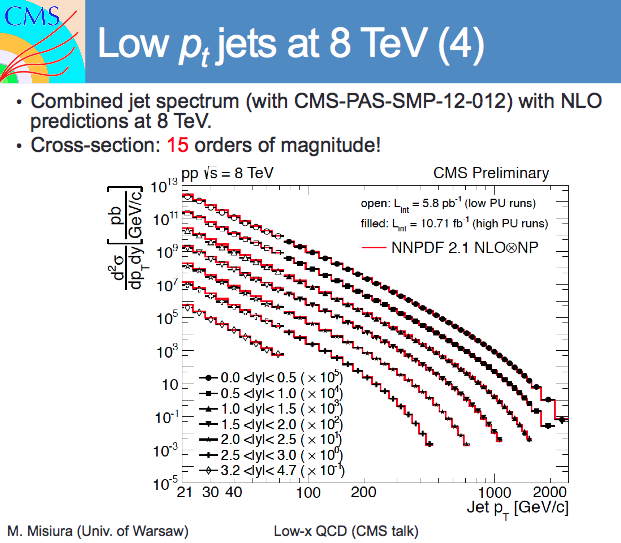 CMS
Low pt jets at 8 TeV (4)
• Combined jet spectrum (with CMS-PAS-SMP-12-012) with NLO
predictions at 8 TeV.
• Cross-section: 15 orders of magnitude!
pp √s = 8 TeV
CMS Preliminary
d²σ/dpTdy [pb/GeV/c]
10¹³
10¹¹
10⁹
10⁷
10⁵
10³
10
10⁻¹
10⁻³
10⁻⁵
open: Lint = 5.8 pb⁻¹ (low PU runs)
filled: Lint = 10.71 fb⁻¹ (high PU runs)
NNPDF 2.1 NLO⊗NP
0.0 <|y|< 0.5 ( × 10⁵)
0.5 <|y|< 1.0 ( × 10⁴)
1.0 <|y|< 1.5 ( × 10³)
1.5 <|y|< 2.0 ( × 10²)
2.0 <|y|< 2.5 ( × 10¹)
2.5 <|y|< 3.0 ( × 10⁰)
3.2 <|y|< 4.7 ( × 10⁻¹)
21 30 40 100 200 1000 2000
Jet pT [GeV/c]
M. Misiura (Univ. of Warsaw)
Low-x QCD (CMS talk)